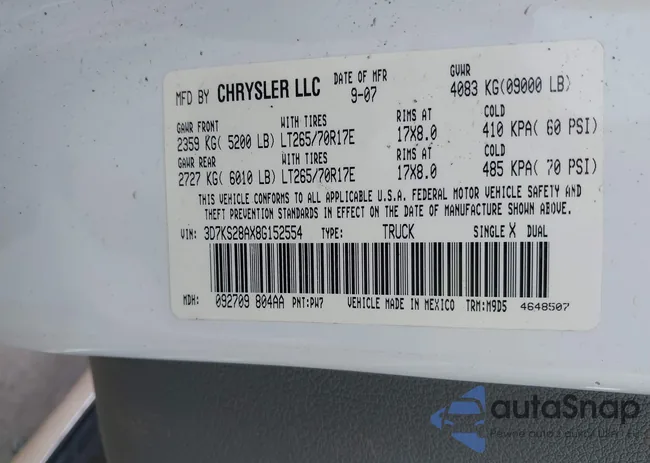 MFD BY CHRYSLER LLC DATE OF MFR 9-07 GVWR 4083 KG(09000 LB)
GAWR FRONT WITH TIRES RIMS AT COLD
2359 KG( 5200 LB) LT265/70R17E 17X8.0 410 KPA( 60 PSI)
GAWR REAR WITH TIRES RIMS AT COLD
2727 KG( 6010 LB) LT265/70R17E 17X8.0 485 KPA( 70 PSI)
THIS VEHICLE CONFORMS TO ALL APPLICABLE U.S.A. FEDERAL MOTOR VEHICLE SAFETY AND
THEFT PREVENTION STANDARDS IN EFFECT ON THE DATE OF MANUFACTURE SHOWN ABOVE.
VIN: 3D7KS28AX8G152554 TYPE: TRUCK SINGLE X DUAL
MDH: 092709 804AA PNT:PW7 VEHICLE MADE IN MEXICO TRM:M9D5 4648507
autoSnap